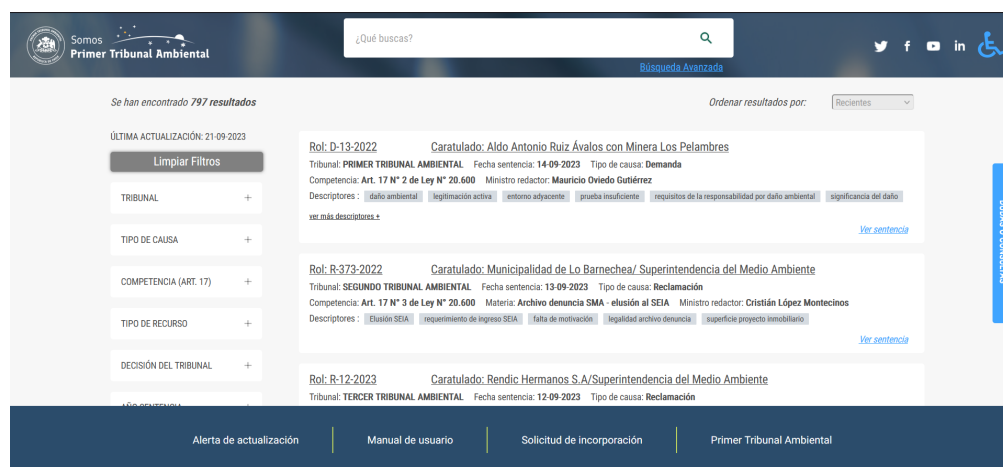 Somos
Primer Tribunal Ambiental
¿Qué buscas?
Búsqueda Avanzada
Se han encontrado 797 resultados
Ordenar resultados por: Recientes
ÚLTIMA ACTUALIZACIÓN: 21-09-2023
Limpiar Filtros
TRIBUNAL +
TIPO DE CAUSA +
COMPETENCIA (ART. 17) +
TIPO DE RECURSO +
DECISIÓN DEL TRIBUNAL +
Rol: D-13-2022 Caratulado: Aldo Antonio Ruiz Ávalos con Minera Los Pelambres
Tribunal: PRIMER TRIBUNAL AMBIENTAL Fecha sentencia: 14-09-2023 Tipo de causa: Demanda
Competencia: Art. 17 N° 2 de Ley N° 20.600 Ministro redactor: Mauricio Oviedo Gutiérrez
Descriptores : daño ambiental legitimación activa entorno adyacente prueba insuficiente requisitos de la responsabilidad por daño ambiental significancia del daño
ver más descriptores +
Ver sentencia
Rol: R-373-2022 Caratulado: Municipalidad de Lo Barnechea/ Superintendencia del Medio Ambiente
Tribunal: SEGUNDO TRIBUNAL AMBIENTAL Fecha sentencia: 13-09-2023 Tipo de causa: Reclamación
Competencia: Art. 17 N° 3 de Ley N° 20.600 Materia: Archivo denuncia SMA - elusión al SEIA Ministro redactor: Cristián López Montecinos
Descriptores : Elusión SEIA requerimiento de ingreso SEIA falta de motivación legalidad archivo denuncia superficie proyecto inmobiliario
Ver sentencia
Rol: R-12-2023 Caratulado: Rendic Hermanos S.A/Superintendencia del Medio Ambiente
Tribunal: TERCER TRIBUNAL AMBIENTAL Fecha sentencia: 12-09-2023 Tipo de causa: Reclamación
Alerta de actualización
Manual de usuario
Solicitud de incorporación
Primer Tribunal Ambiental